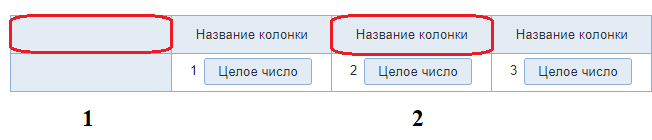 Название колонки Название колонки Название колонки
1 Целое число 2 Целое число 3 Целое число
1 2